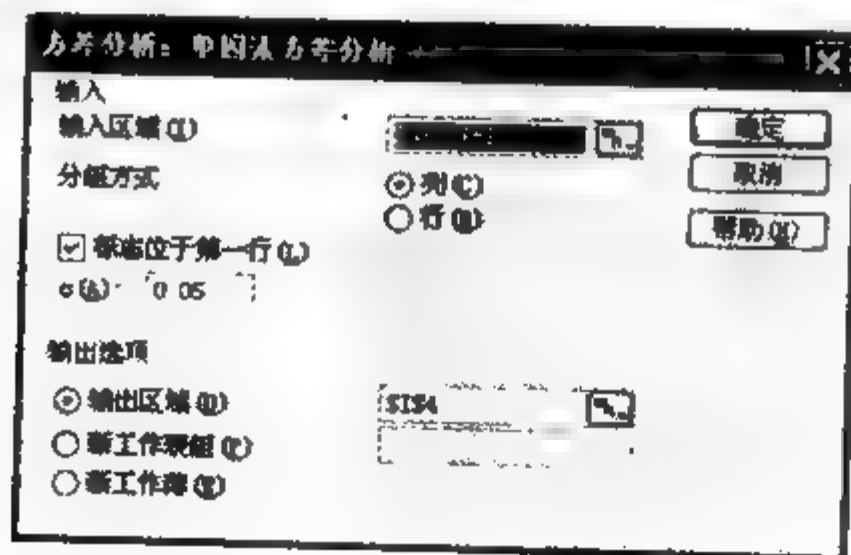 方差分析：单因素方差分析
输入
输入区域(I)
确定
分组方式
列(C)
取消
行(R)
帮助(H)
标志位于第一行(L)
α(A): 0.05
输出选项
输出区域(O)
$I$4
新工作表组(P)
新工作簿(W)